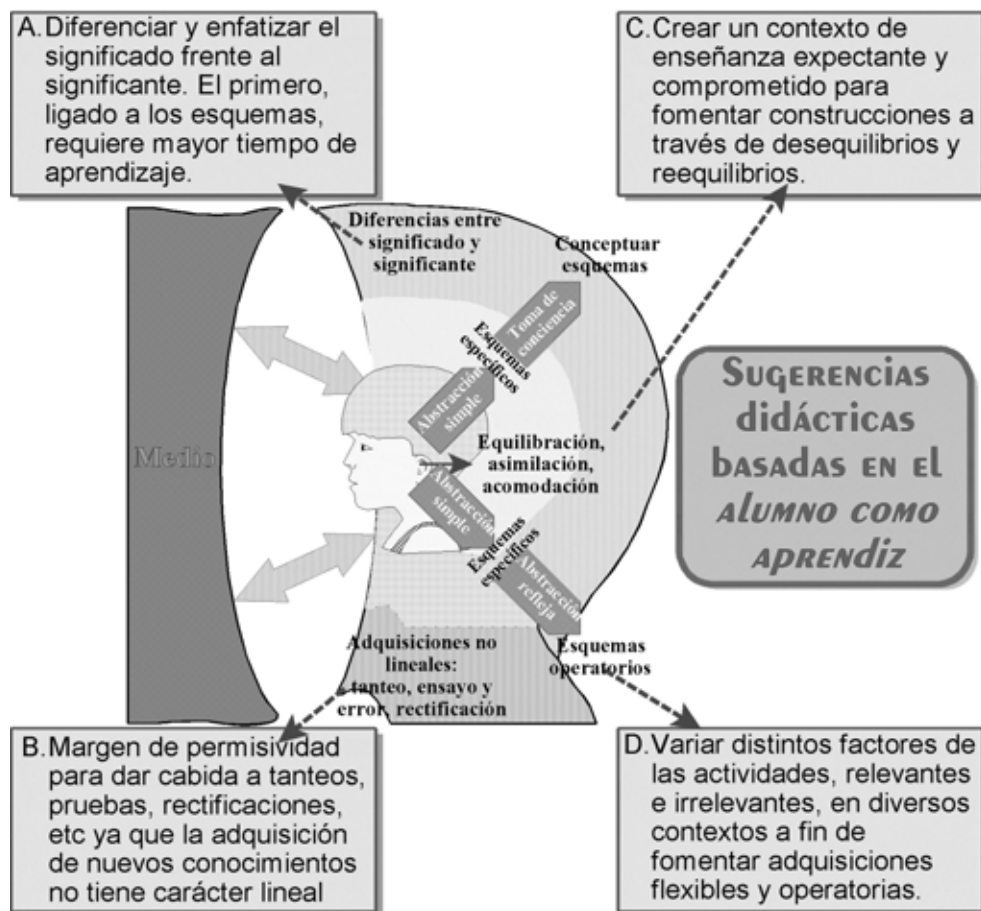 A. Diferenciar y enfatizar el
significado frente al
significante. El primero,
ligado a los esquemas,
requiere mayor tiempo de
aprendizaje.
C. Crear un contexto de
enseñanza expectante y
comprometido para
fomentar construcciones a
través de desequilibrios y
reequilibrios.
Diferencias entre
significado y
significante
Conceptuar
esquemas
Toma de
conciencia
Esquemas
específicos
Abstracción
simple
Medio
Equilibración,
asimilación,
acomodación
Abstracción
simple
Esquemas
específicos
Abstracción
refleja
Esquemas
operatorios
Adquisiciones no
lineales:
tanteo, ensayo y
error, rectificación
SUGERENCIAS
DIDÁCTICAS
BASADAS EN EL
ALUMNO COMO
APRENDIZ
B. Margen de permisividad
para dar cabida a tanteos,
pruebas, rectificaciones,
etc ya que la adquisición
de nuevos conocimientos
no tiene carácter lineal
D. Variar distintos factores de
las actividades, relevantes
e irrelevantes, en diversos
contextos a fin de
fomentar adquisiciones
flexibles y operatorias.